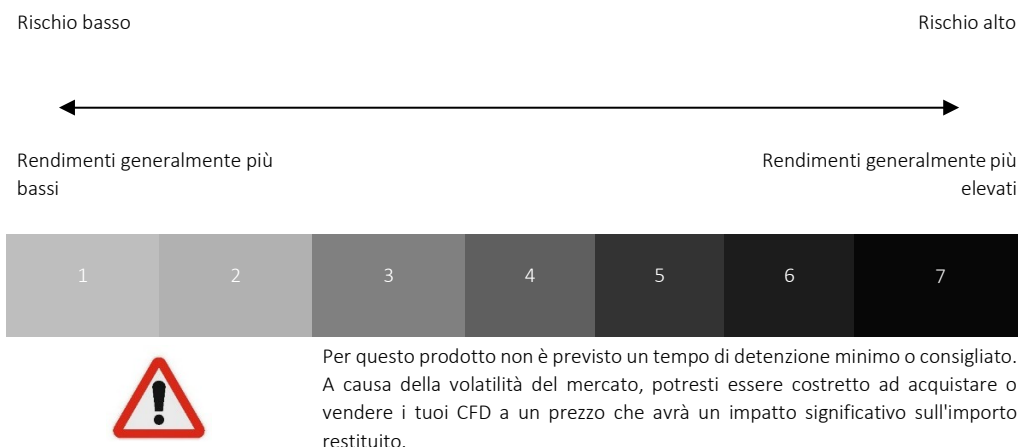 Rischio basso
Rischio alto
Rendimenti generalmente più
bassi
Rendimenti generalmente più
elevati
1 2 3 4 5 6 7
Per questo prodotto non è previsto un tempo di detenzione minimo o consigliato.
A causa della volatilità del mercato, potresti essere costretto ad acquistare o
vendere i tuoi CFD a un prezzo che avrà un impatto significativo sull'importo
restituito.